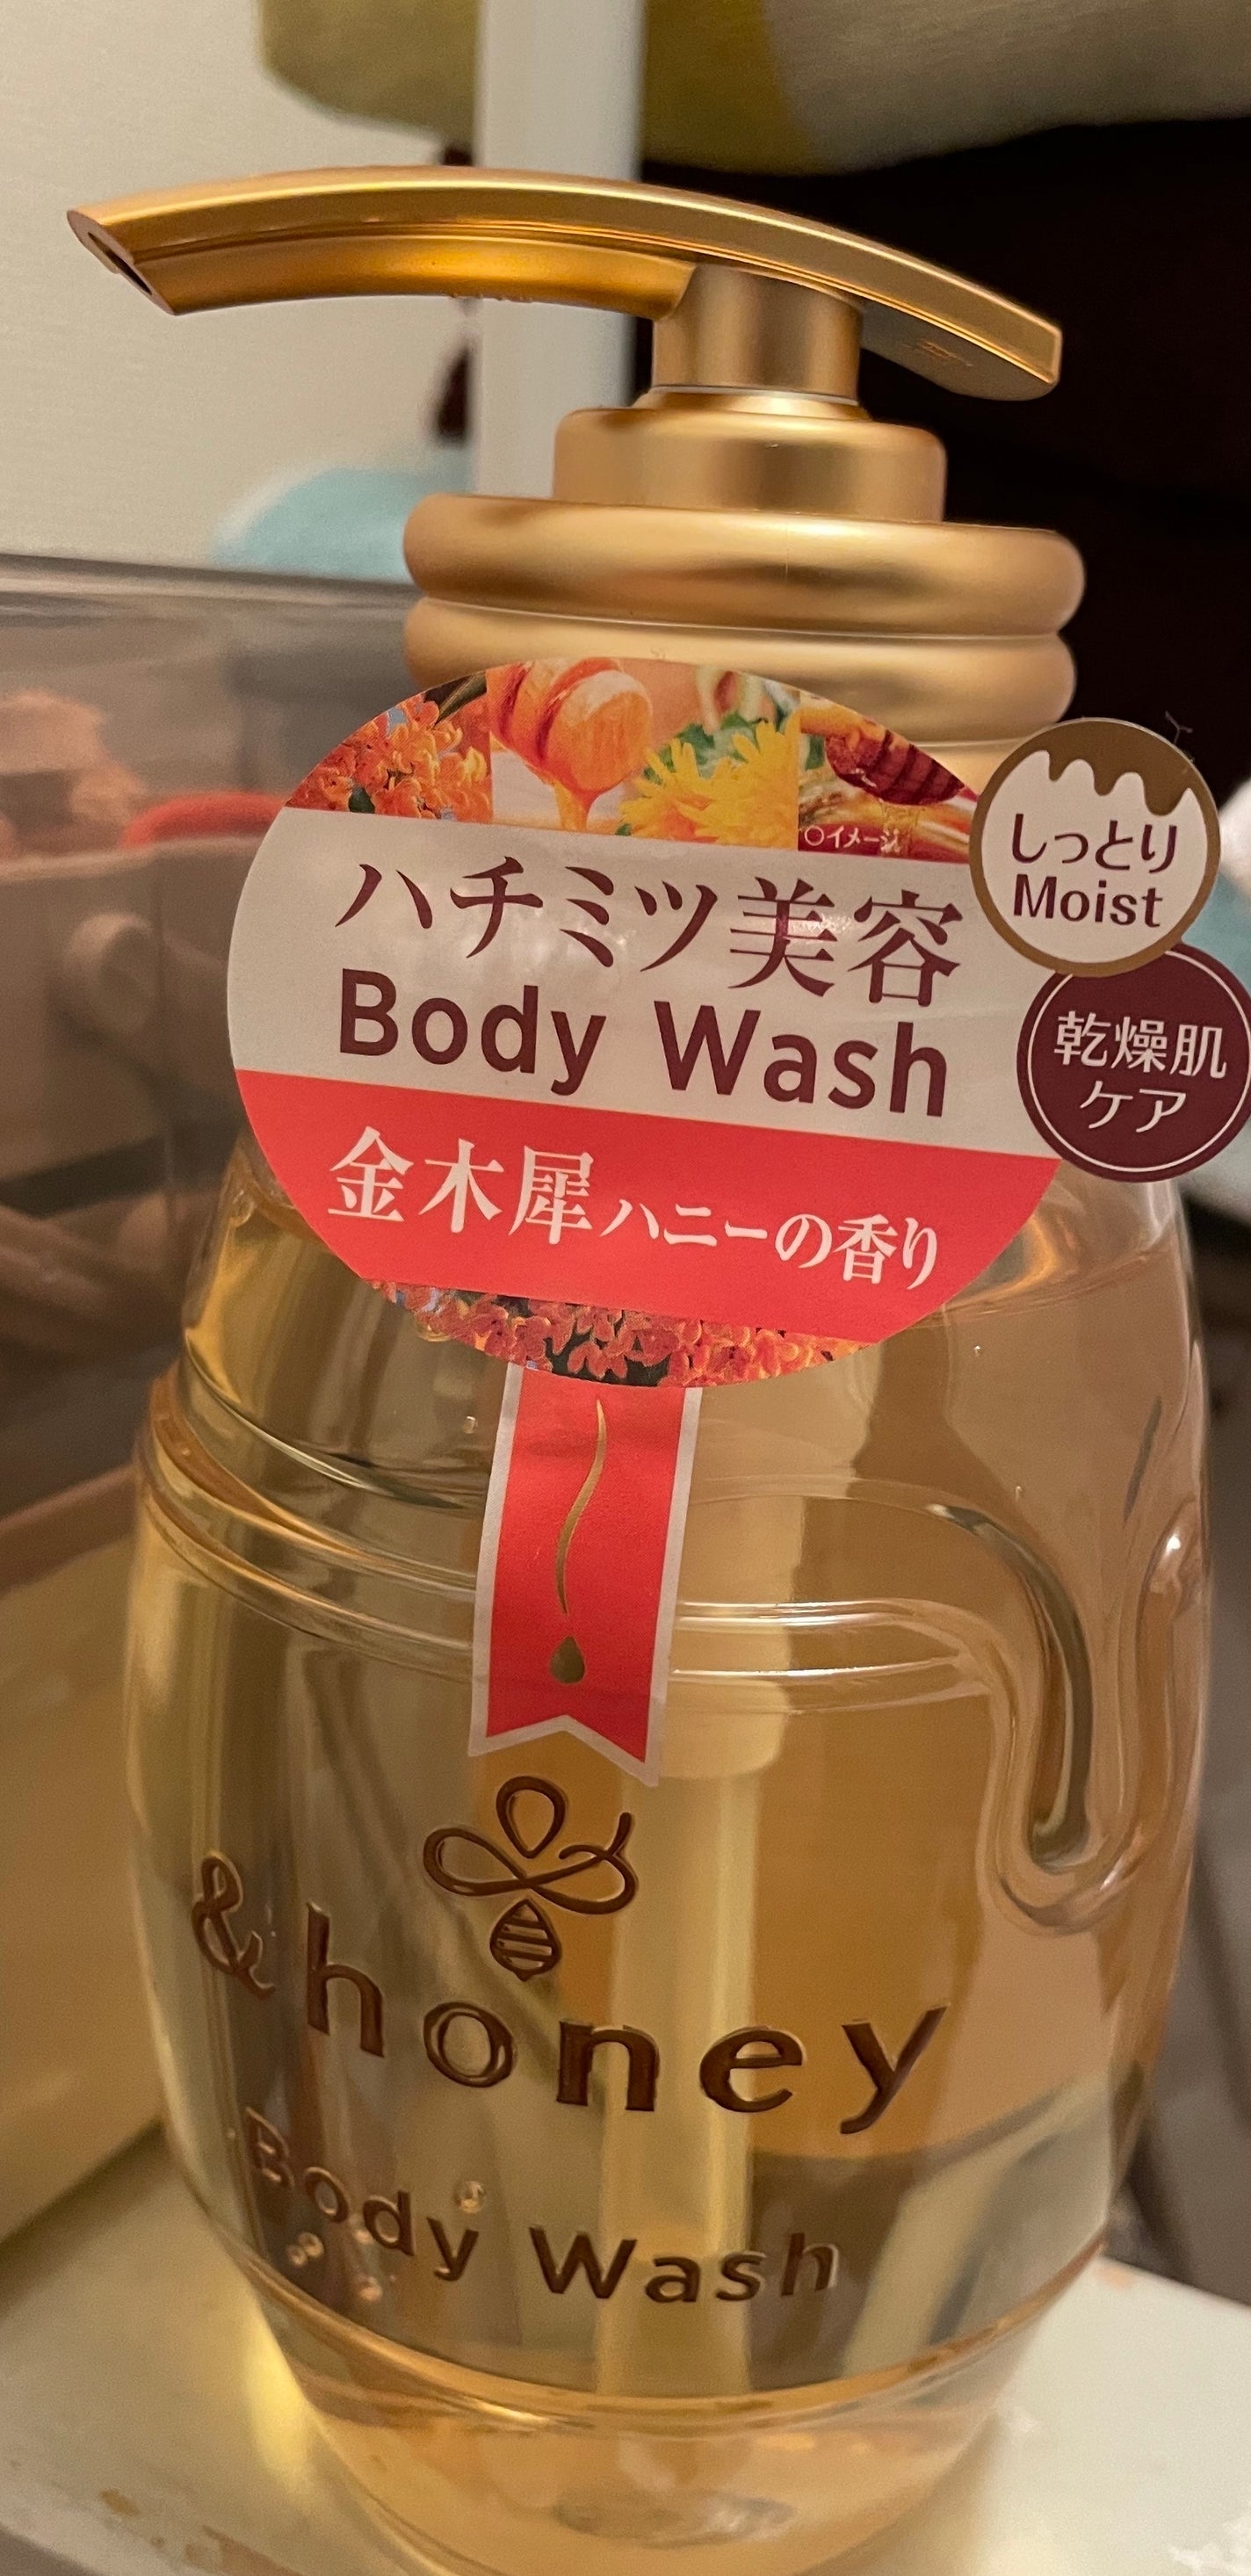 ○イメージ
ハチミツ美容
Body Wash
金木犀ハニーの香り
しっとり
Moist
乾燥肌
ケア
&honey
Body Wash